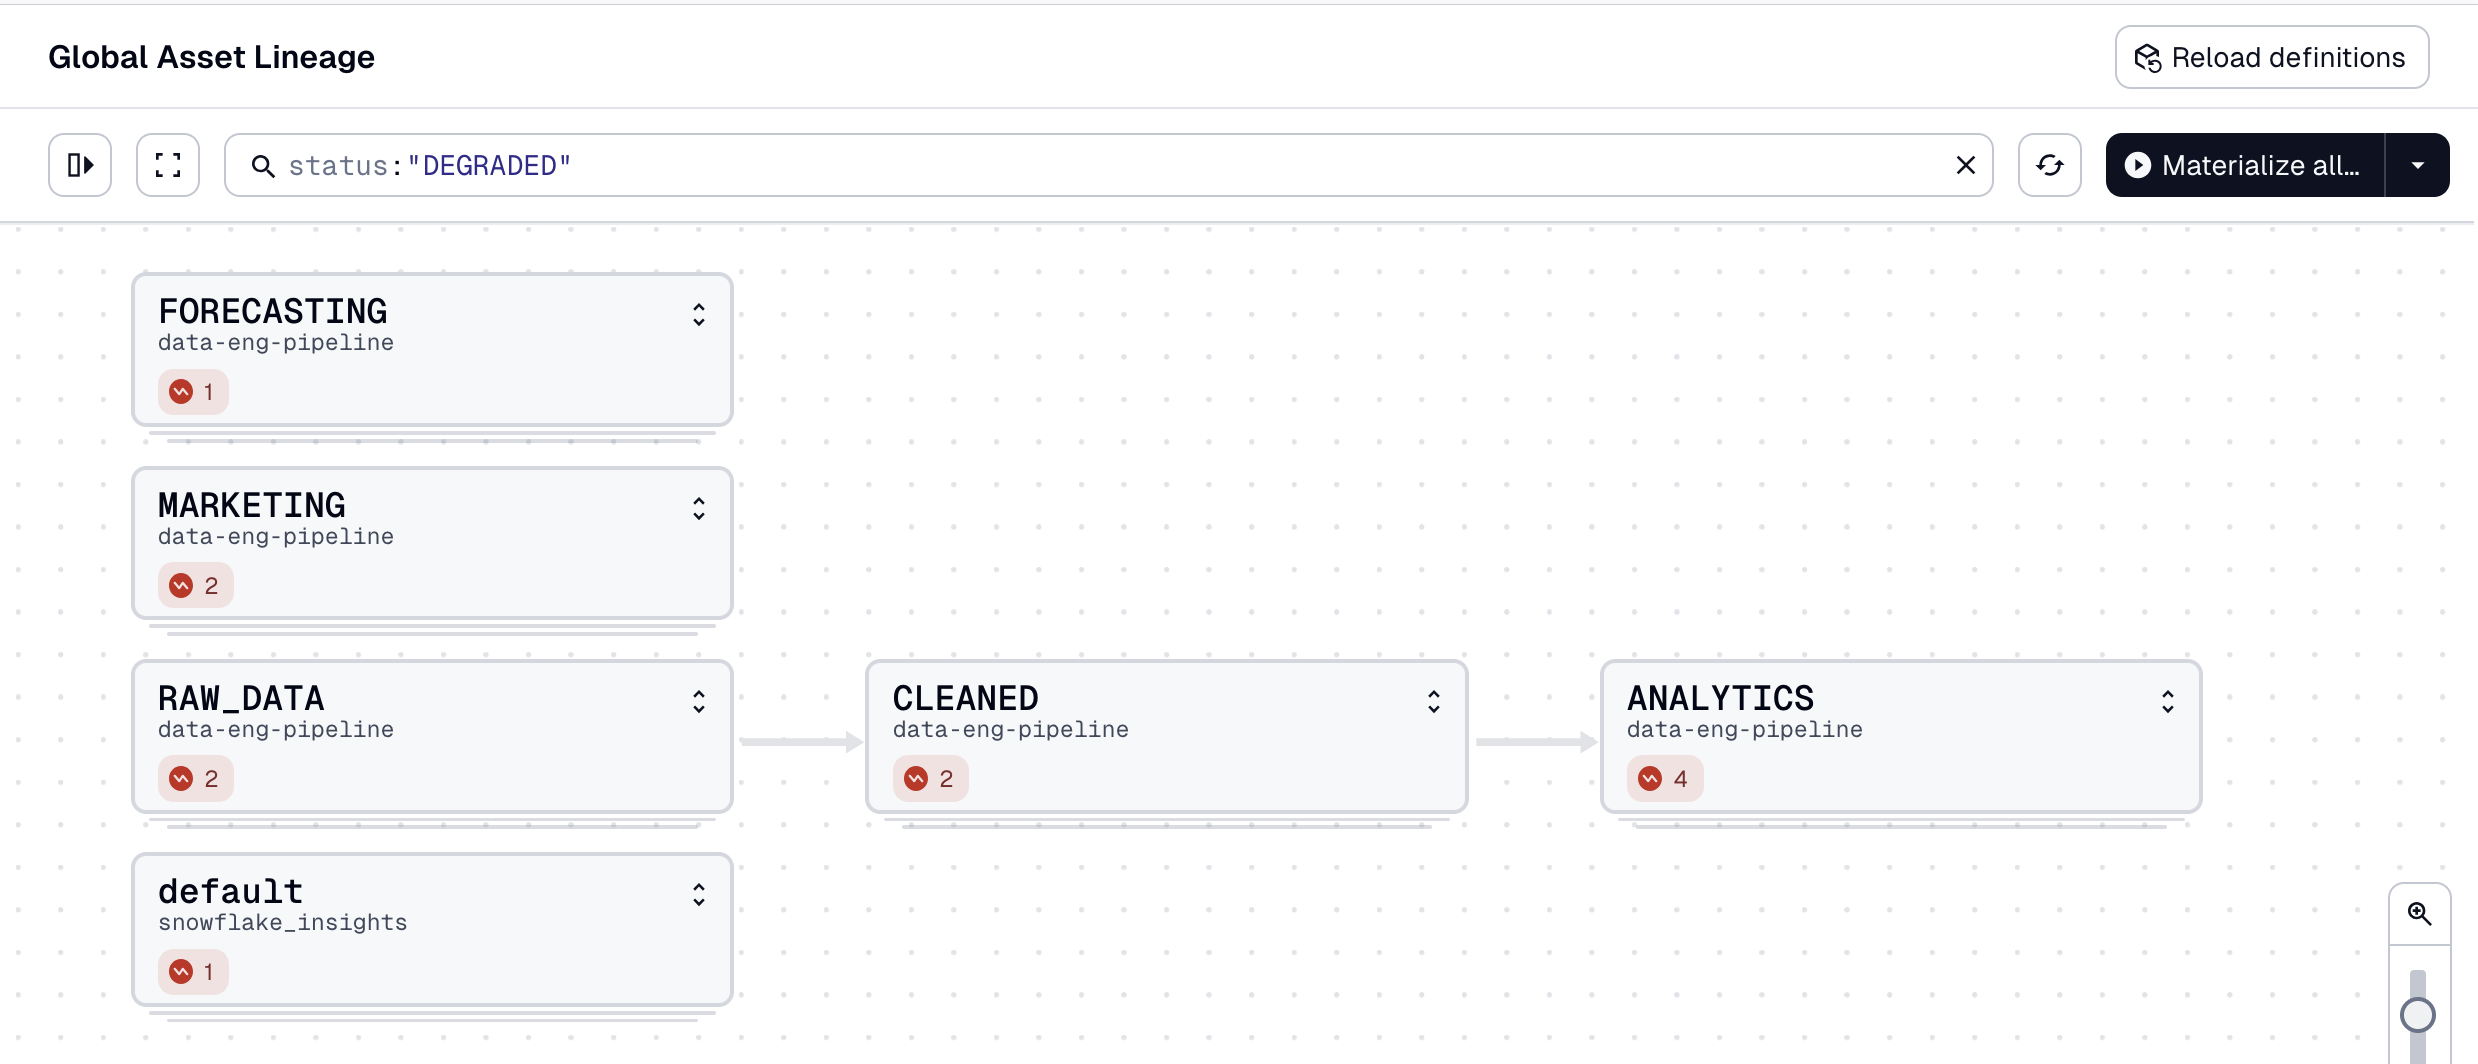 Global Asset Lineage
Reload definitions
status:"DEGRADED"
Materialize all...
FORECASTING
data-eng-pipeline
1
MARKETING
data-eng-pipeline
2
RAW_DATA
data-eng-pipeline
2
CLEANED
data-eng-pipeline
2
ANALYTICS
data-eng-pipeline
4
default
snowflake_insights
1